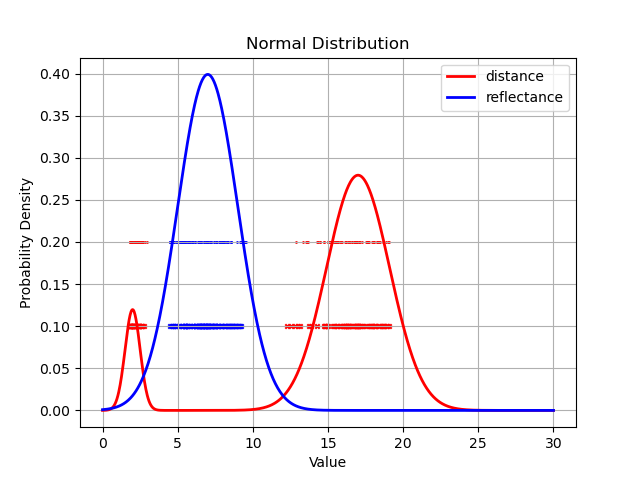 Normal Distribution
distance
reflectance
Probability Density
0.40
0.35
0.30
0.25
0.20
0.15
0.10
0.05
0.00
0 5 10 15 20 25 30
Value